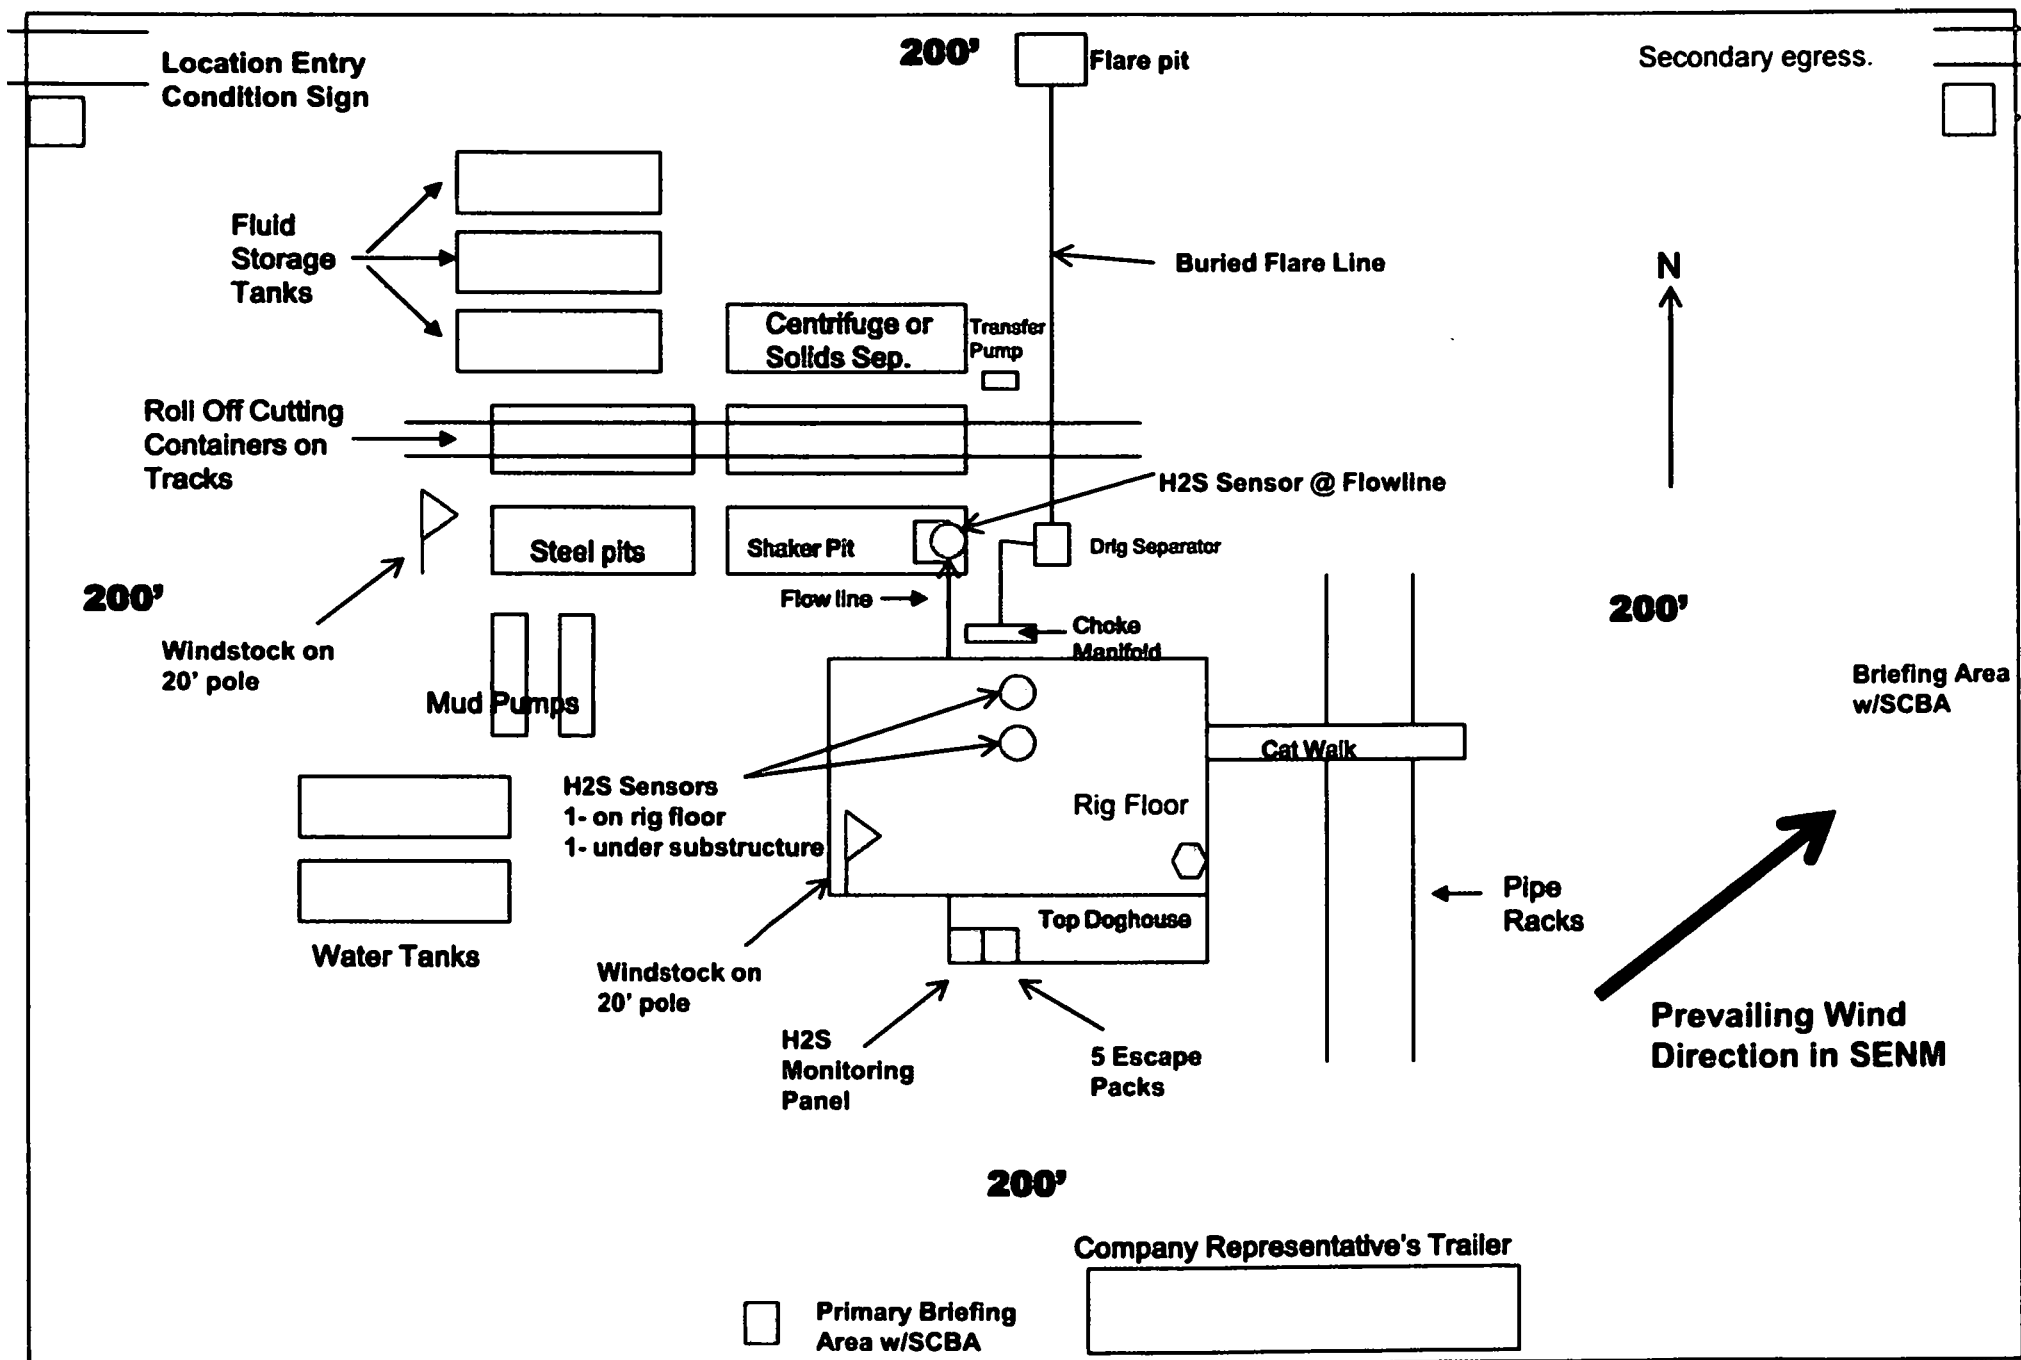 Location Entry
Condition Sign
200'
Flare pit
Secondary egress.
Fluid
Storage
Tanks
Buried Flare Line
N
Centrifuge or
Solids Sep.
Transfer
Pump
Roll Off Cutting
Containers on
Tracks
H2S Sensor @ Flowline
Steel pits
Shaker Pit
Drlg Separator
200'
Flow line
200'
Choke
Manifold
Windstock on
20' pole
Mud Pumps
Briefing Area
w/SCBA
Cat Walk
H2S Sensors
1- on rig floor
1- under substructure
Rig Floor
Pipe
Racks
Top Doghouse
Water Tanks
Windstock on
20' pole
Prevailing Wind
Direction in SENM
H2S
Monitoring
Panel
5 Escape
Packs
200'
Company Representative's Trailer
Primary Briefing
Area w/SCBA